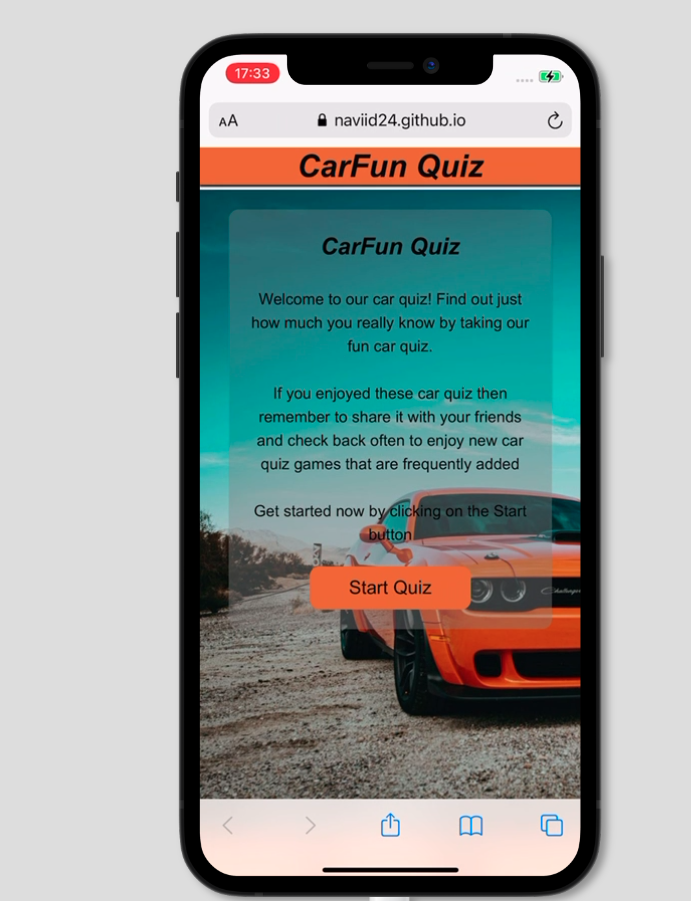 17:33
AA
naviid24.github.io
CarFun Quiz
CarFun Quiz
Welcome to our car quiz! Find out just
how much you really know by taking our
fun car quiz.
If you enjoyed these car quiz then
remember to share it with your friends
and check back often to enjoy new car
quiz games that are frequently added
Get started now by clicking on the Start
button
Start Quiz
Challenger